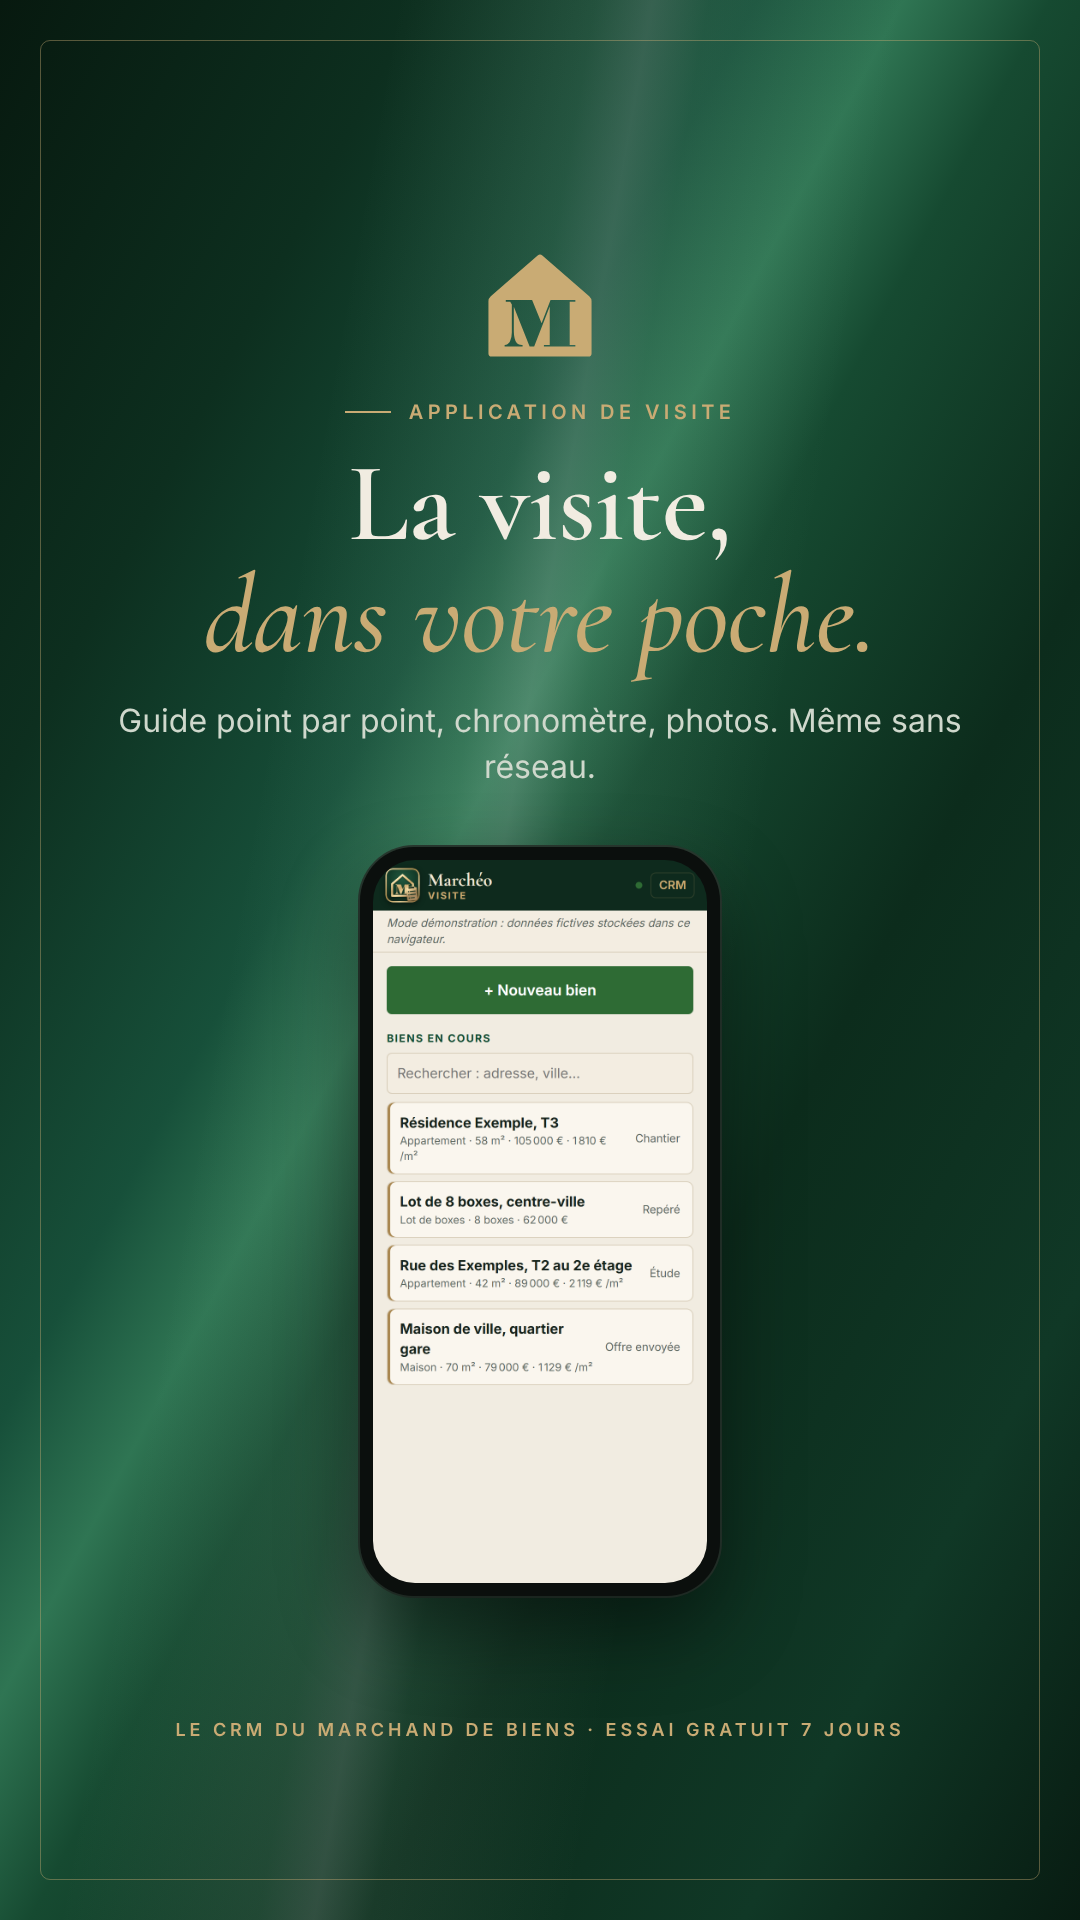 M
APPLICATION DE VISITE
La visite,
dans votre poche.
Guide point par point, chronomètre, photos. Même sans
réseau.
M
Marchéo
VISITE
CRM
Mode démonstration : données fictives stockées dans ce
navigateur.
+ Nouveau bien
BIENS EN COURS
Rechercher : adresse, ville...
Résidence Exemple, T3
Appartement · 58 m² · 105 000 € · 1 810 €
/m²
Chantier
Lot de 8 boxes, centre-ville
Lot de boxes · 8 boxes · 62 000 €
Repéré
Rue des Exemples, T2 au 2e étage
Appartement · 42 m² · 89 000 € · 2 119 € /m²
Étude
Maison de ville, quartier
gare
Maison · 70 m² · 79 000 € · 1 129 € /m²
Offre envoyée
LE CRM DU MARCHAND DE BIENS · ESSAI GRATUIT 7 JOURS